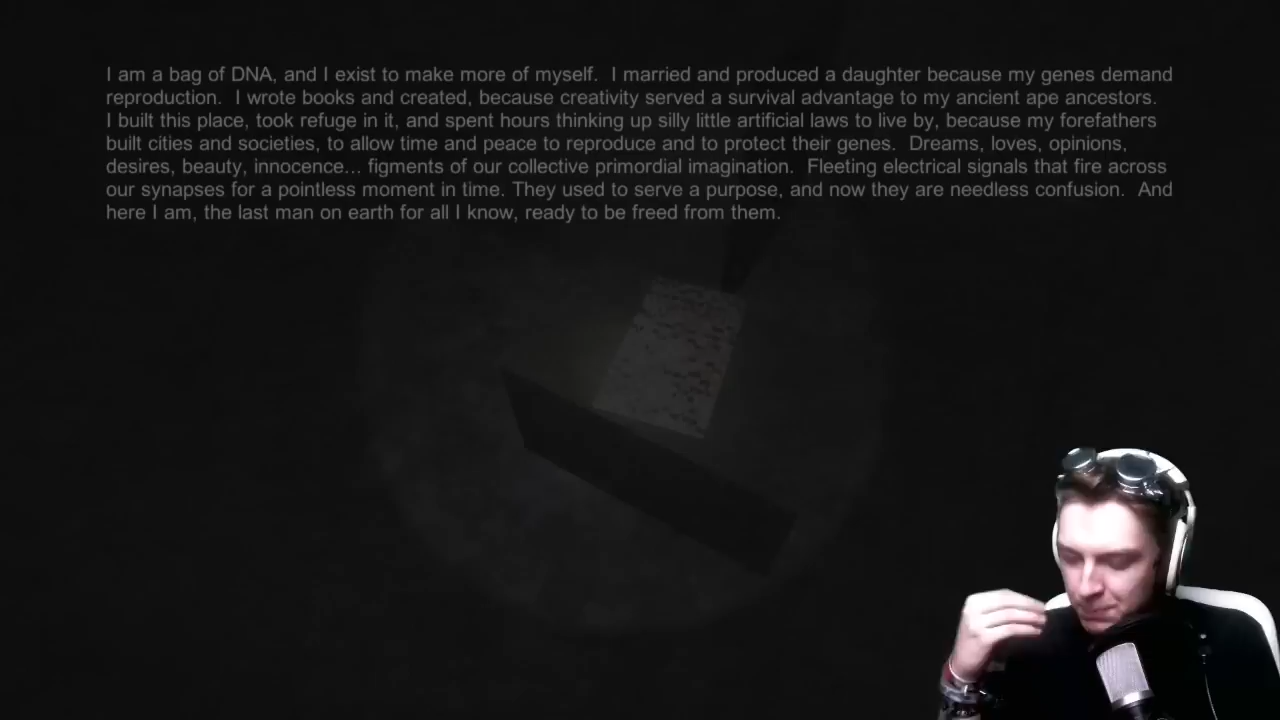 I am a bag of DNA, and I exist to make more of myself.  I married and produced a daughter because my genes demand
reproduction.  I wrote books and created, because creativity served a survival advantage to my ancient ape ancestors.
I built this place, took refuge in it, and spent hours thinking up silly little artificial laws to live by, because my forefathers
built cities and societies, to allow time and peace to reproduce and to protect their genes.  Dreams, loves, opinions,
desires, beauty, innocence... figments of our collective primordial imagination.  Fleeting electrical signals that fire across
our synapses for a pointless moment in time. They used to serve a purpose, and now they are needless confusion.  And
here I am, the last man on earth for all I know, ready to be freed from them.